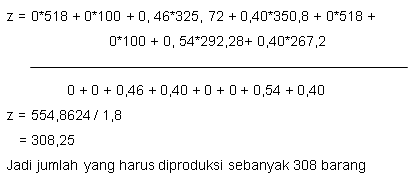 z = 0*518 + 0*100 + 0, 46*325, 72 + 0,40*350,8 + 0*518 +
0*100 + 0, 54*292,28+ 0,40*267,2
0 + 0 + 0,46 + 0,40 + 0 + 0 + 0,54 + 0,40
z = 554,8624 / 1,8
= 308,25
Jadi jumlah yang harus diproduksi sebanyak 308 barang